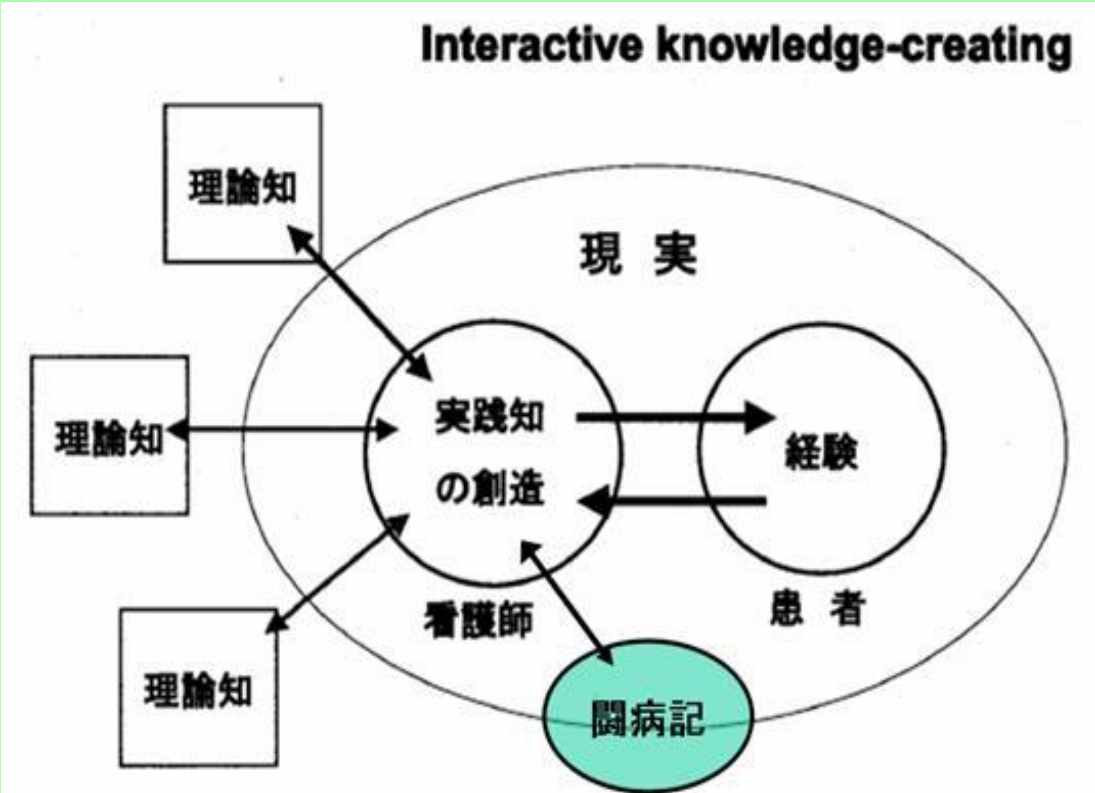 Interactive knowledge-creating
理論知
現 実
理論知
実践知
の創造
経験
看護師
患 者
理論知
闘病記